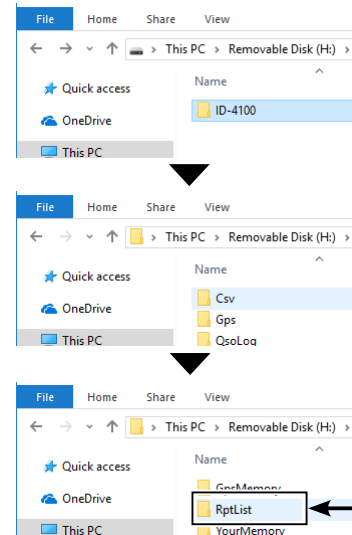 File Home Share View
This PC > Removable Disk (H:) >
Name
Quick access
ID-4100
OneDrive
This PC
File Home Share View
This PC > Removable Disk (H:) >
Name
Quick access
Csv
OneDrive
Gps
This PC
QsoLog
File Home Share View
This PC > Removable Disk (H:) >
Name
Quick access
GpsMemory
OneDrive
RptList
This PC
YourMemory